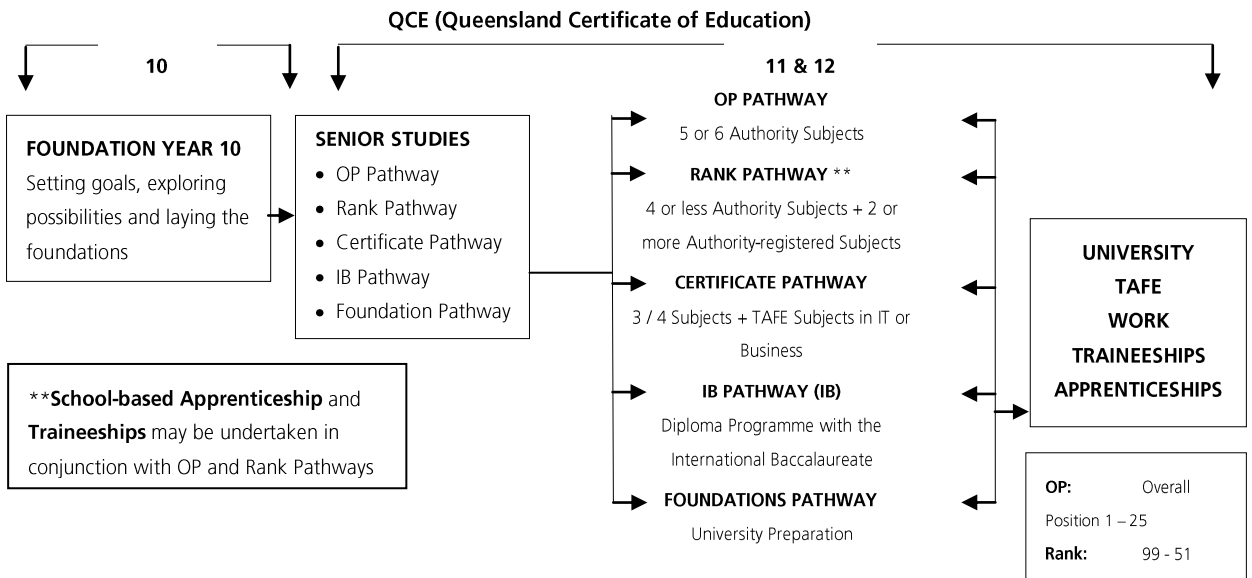 QCE (Queensland Certificate of Education)
10
11 & 12
FOUNDATION YEAR 10
Setting goals, exploring
possibilities and laying the
foundations
SENIOR STUDIES
• OP Pathway
• Rank Pathway
• Certificate Pathway
• IB Pathway
• Foundation Pathway
**School-based Apprenticeship and
Traineeships may be undertaken in
conjunction with OP and Rank Pathways
OP PATHWAY
5 or 6 Authority Subjects
RANK PATHWAY **
4 or less Authority Subjects + 2 or
more Authority-registered Subjects
CERTIFICATE PATHWAY
3 / 4 Subjects + TAFE Subjects in IT or
Business
IB PATHWAY (IB)
Diploma Programme with the
International Baccalaureate
FOUNDATIONS PATHWAY
University Preparation
UNIVERSITY
TAFE
WORK
TRAINEESHIPS
APPRENTICESHIPS
OP: Overall
Position 1 – 25
Rank: 99 - 51